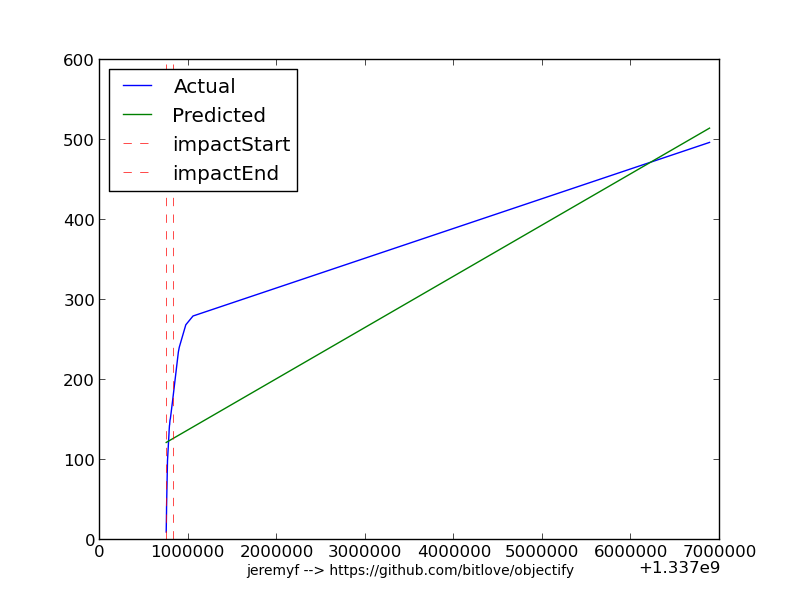 600
500
400
300
200
100
0
Actual
Predicted
impactStart
impactEnd
0 1000000 2000000 3000000 4000000 5000000 6000000 7000000
+1.337e9
jeremyf --> https://github.com/bitlove/objectify